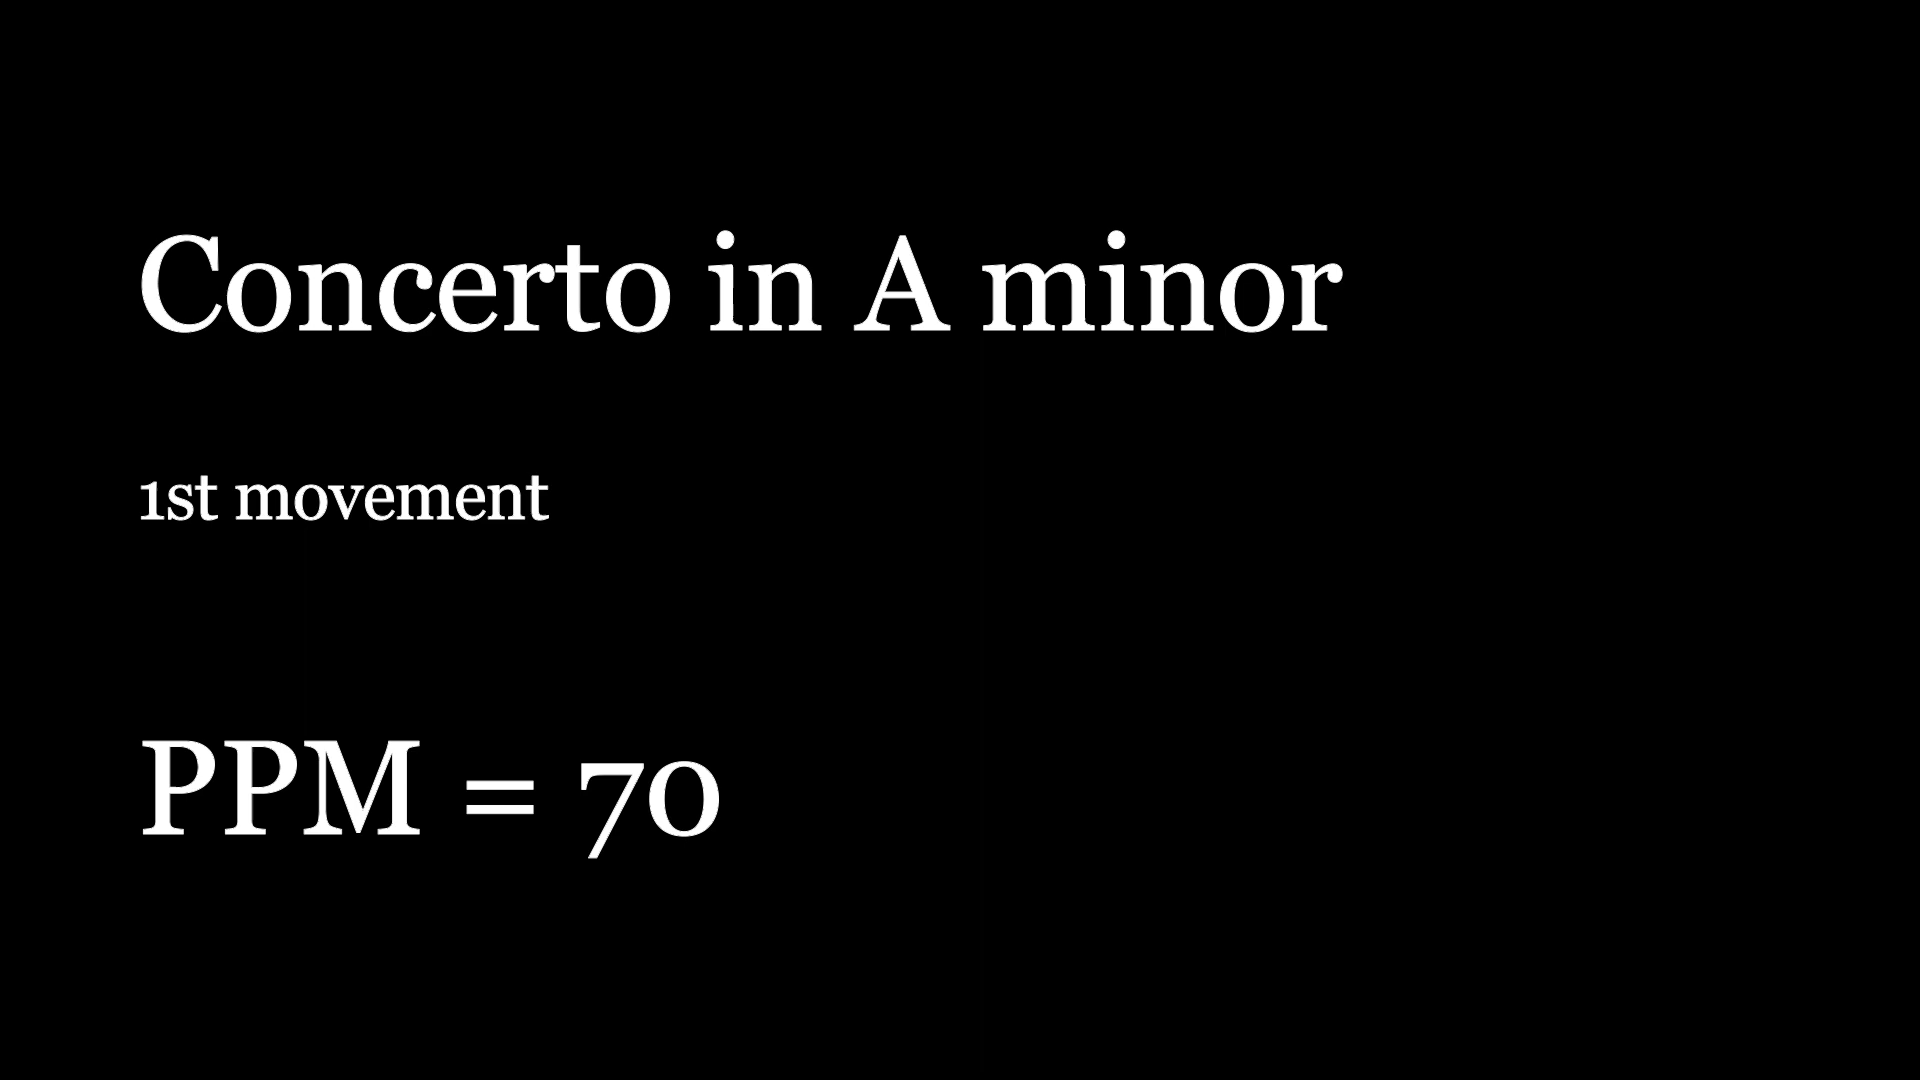 Concerto in A minor
1st movement
PPM = 70